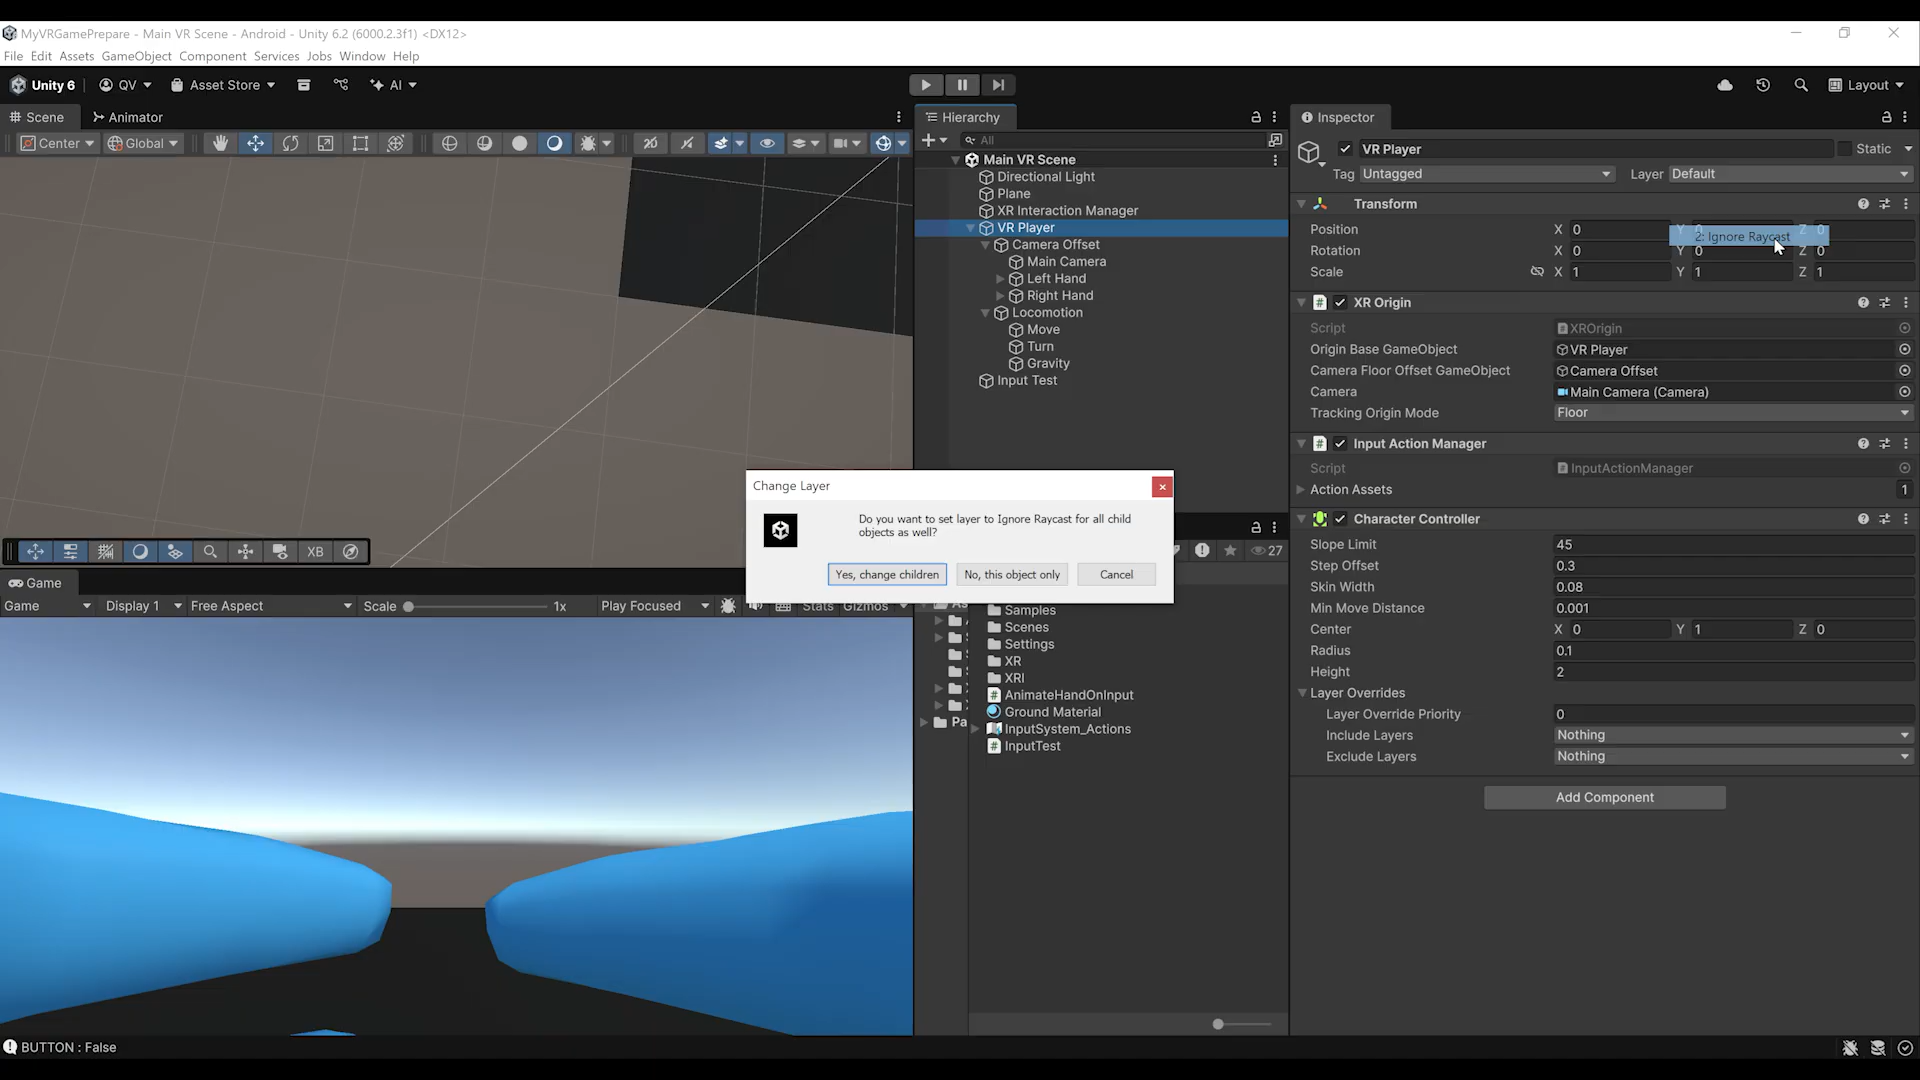 MyVRGamePrepare - Main VR Scene - Android - Unity 6.2 (6000.2.3f1) <DX12>
File Edit Assets GameObject Component Services Jobs Window Help
Unity 6 QV Asset Store AI Layout
Scene Animator
Center Global
Hierarchy
All
Main VR Scene
Directional Light
Plane
XR Interaction Manager
VR Player
Camera Offset
Main Camera
Left Hand
Right Hand
Locomotion
Move
Turn
Gravity
Input Test
Inspector
VR Player Static
Tag Untagged Layer Default
Transform
Position X 0
2: Ignore Raycast
Rotation X 0 Y 0 Z 0
Scale X 1 Y 1 Z 1
XR Origin
Script XROrigin
Origin Base GameObject VR Player
Camera Floor Offset GameObject Camera Offset
Camera Main Camera (Camera)
Tracking Origin Mode Floor
Input Action Manager
Script InputActionManager
Action Assets 1
Character Controller
Slope Limit 45
Step Offset 0.3
Skin Width 0.08
Min Move Distance 0.001
Center X 0 Y 1 Z 0
Radius 0.1
Height 2
Layer Overrides
Layer Override Priority 0
Include Layers Nothing
Exclude Layers Nothing
Add Component
Change Layer
Do you want to set layer to Ignore Raycast for all child
objects as well?
Yes, change children No, this object only Cancel
XB
27
Game
Game Display 1 Free Aspect Scale 1x Play Focused Stats Gizmos
Samples
Scenes
Settings
XR
XRI
AnimateHandOnInput
Ground Material
InputSystem_Actions
InputTest
Pa
BUTTON : False